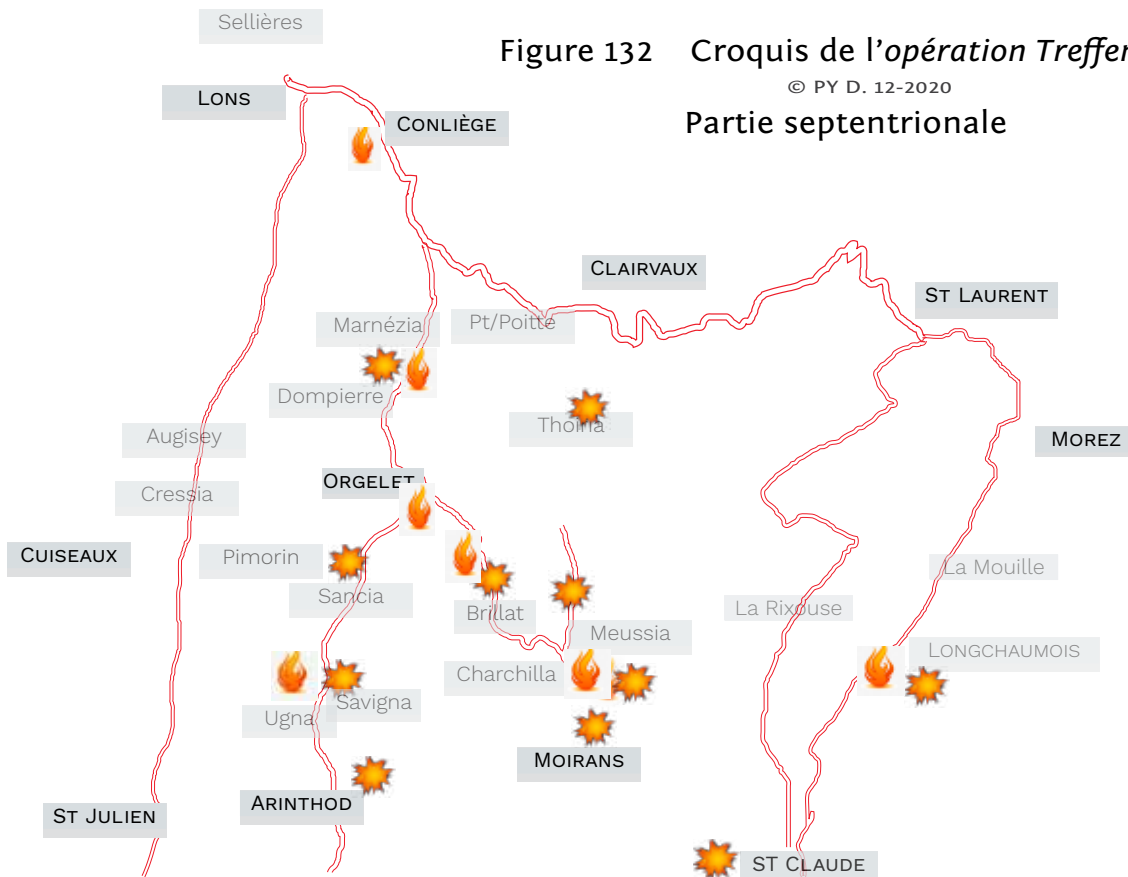 Sellières
Figure 132 Croquis de l'opération Treffen
© PY D. 12-2020
Partie septentrionale
LONS
CONLIÈGE
CLAIRVAUX
ST LAURENT
Marnézia
Pt/Poitte
Dompierre
Thoiria
Augisey
MOREZ
ORGELET
Cressia
CUISEAUX
Pimorin
La Mouille
Sancia
Brillat
La Rixouse
Meussia
LONGCHAUMOIS
Charchilla
Savigna
Ugna
MOIRANS
ARINTHOD
ST JULIEN
ST CLAUDE